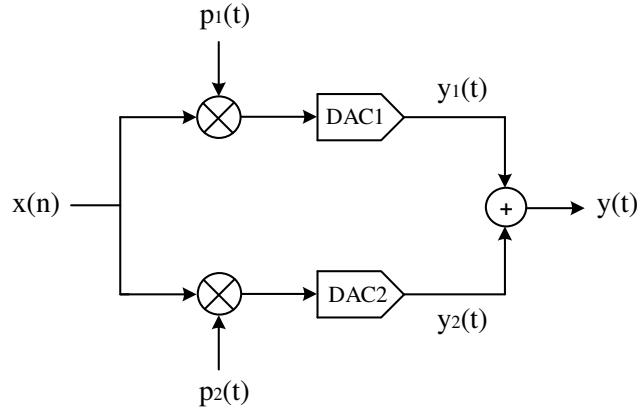 p1(t)
DAC1
y1(t)
x(n)
+
y(t)
DAC2
y2(t)
p2(t)